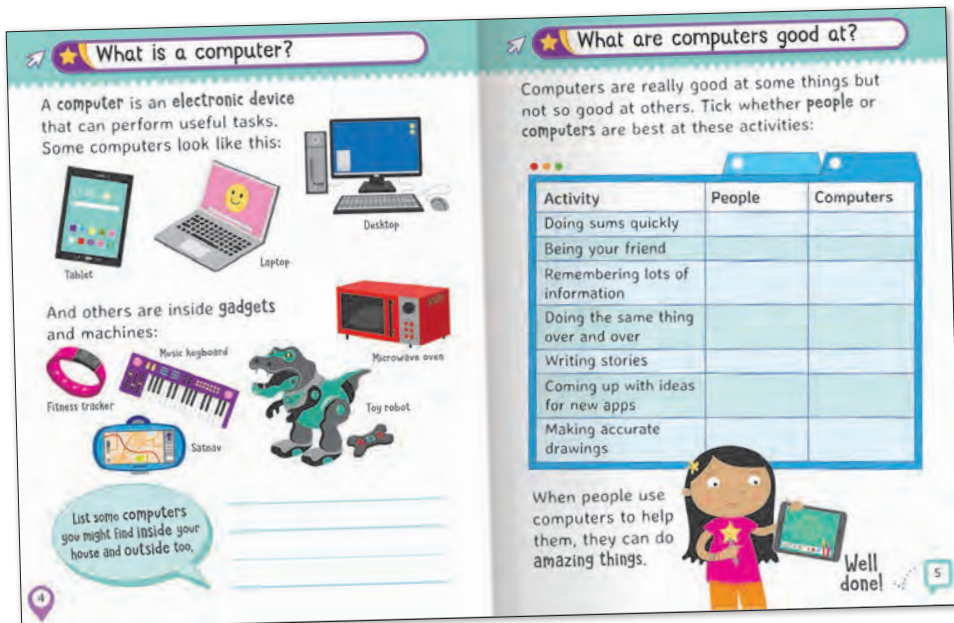 What is a computer?
A computer is an electronic device
that can perform useful tasks.
Some computers look like this:
Tablet
Laptop
Desktop
And others are inside gadgets
and machines:
Microwave oven
Music keyboard
Fitness tracker
Toy robot
Satnav
List some computers
you might find inside your
house and outside too.
4
What are computers good at?
Computers are really good at some things but
not so good at others. Tick whether people or
computers are best at these activities:
Activity People Computers
Doing sums quickly
Being your friend
Remembering lots of
information
Doing the same thing
over and over
Writing stories
Coming up with ideas
for new apps
Making accurate
drawings
When people use
computers to help
them, they can do
amazing things.
Well
done!
5